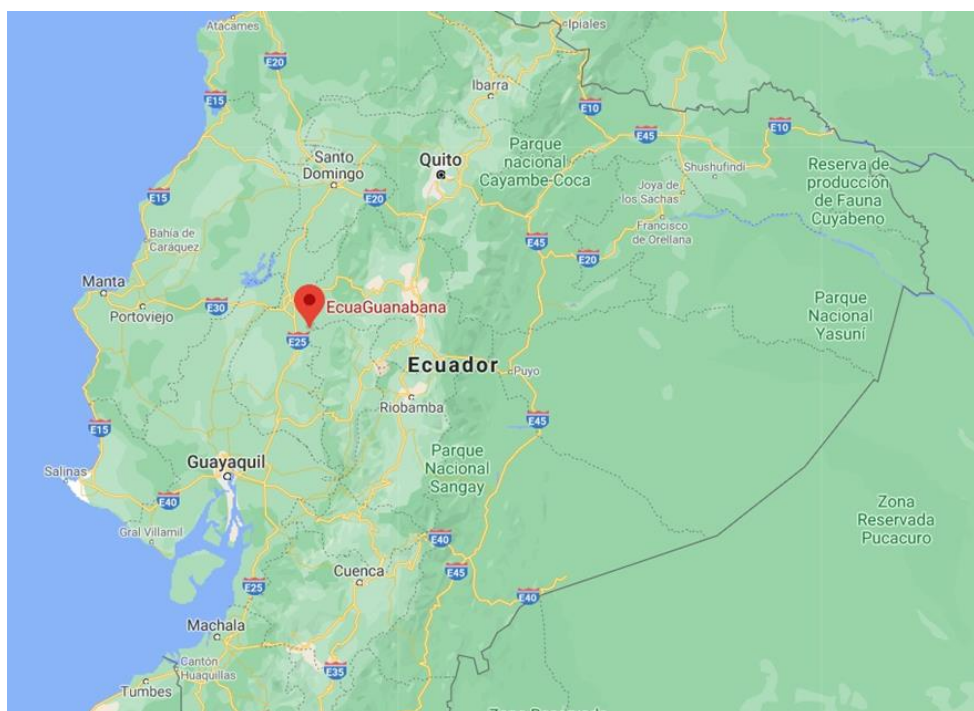 Atacames
Ipiales
E20
Ibarra
E15
E10
E45
E10
Parque
nacional
Cayambe-Coca
Santo
Domingo
Quito
Shushufindi
Reserva de
producción
de Fauna
Cuyabeno
Joya de
los Sachas
E15
E20
Francisco
de Orellana
Bahía de
Caráquez
E45
E20
Manta
Portoviejo
E30
EcuaGuanabana
Parque
Nacional
Yasuní
E25
Ecuador
Puyo
Riobamba
E15
E45
Parque
Nacional
Sangay
Guayaquil
Salinas
E40
Zona
Reservada
Pucacuro
Gral Villamil
E40
Cuenca
E45
E25
E40
Machala
Cantón
Huaquillas
E35
Tumbes